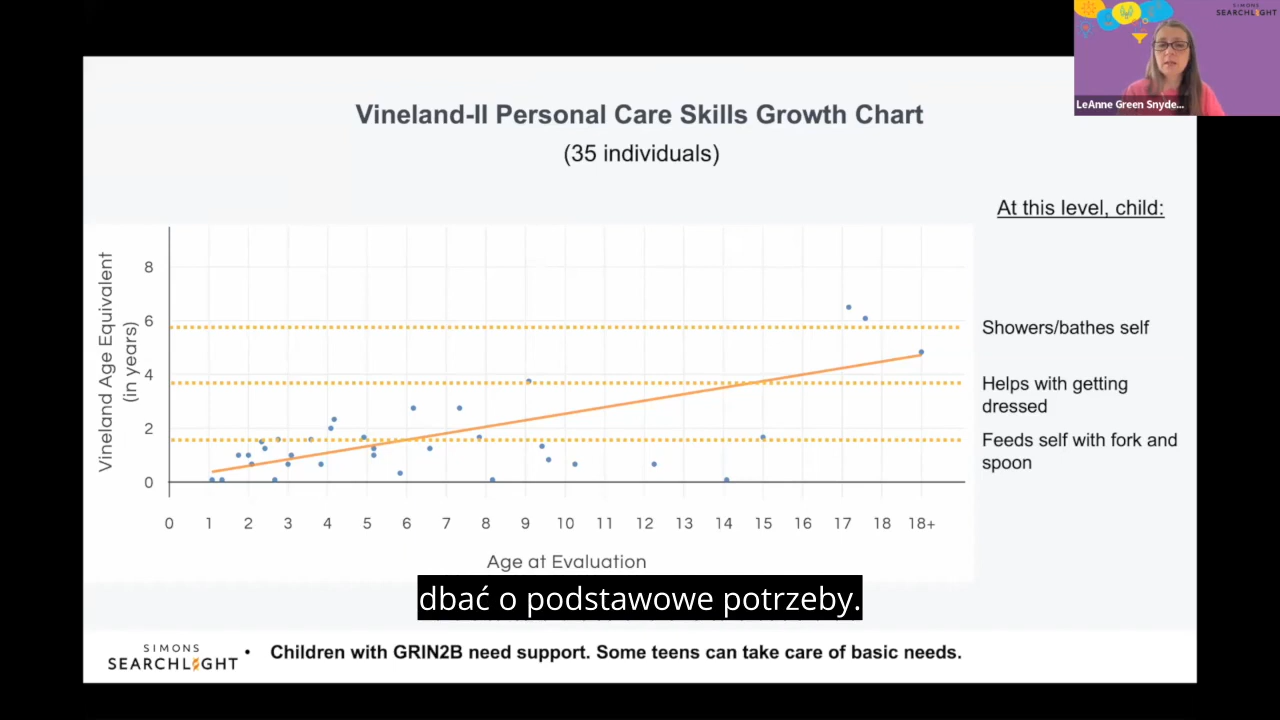 SIMONS
SEARCHLIGHT
LeAnne Green Snyde...
Vineland-II Personal Care Skills Growth Chart
(35 individuals)
At this level, child:
Vineland Age Equivalent
(in years)
8
6
4
2
0
Showers/bathes self
Helps with getting
dressed
Feeds self with fork and
spoon
0 1 2 3 4 5 6 7 8 9 10 11 12 13 14 15 16 17 18 18+
Age at Evaluation
dbać o podstawowe potrzeby.
SIMONS
SEARCHLIGHT
• Children with GRIN2B need support. Some teens can take care of basic needs.